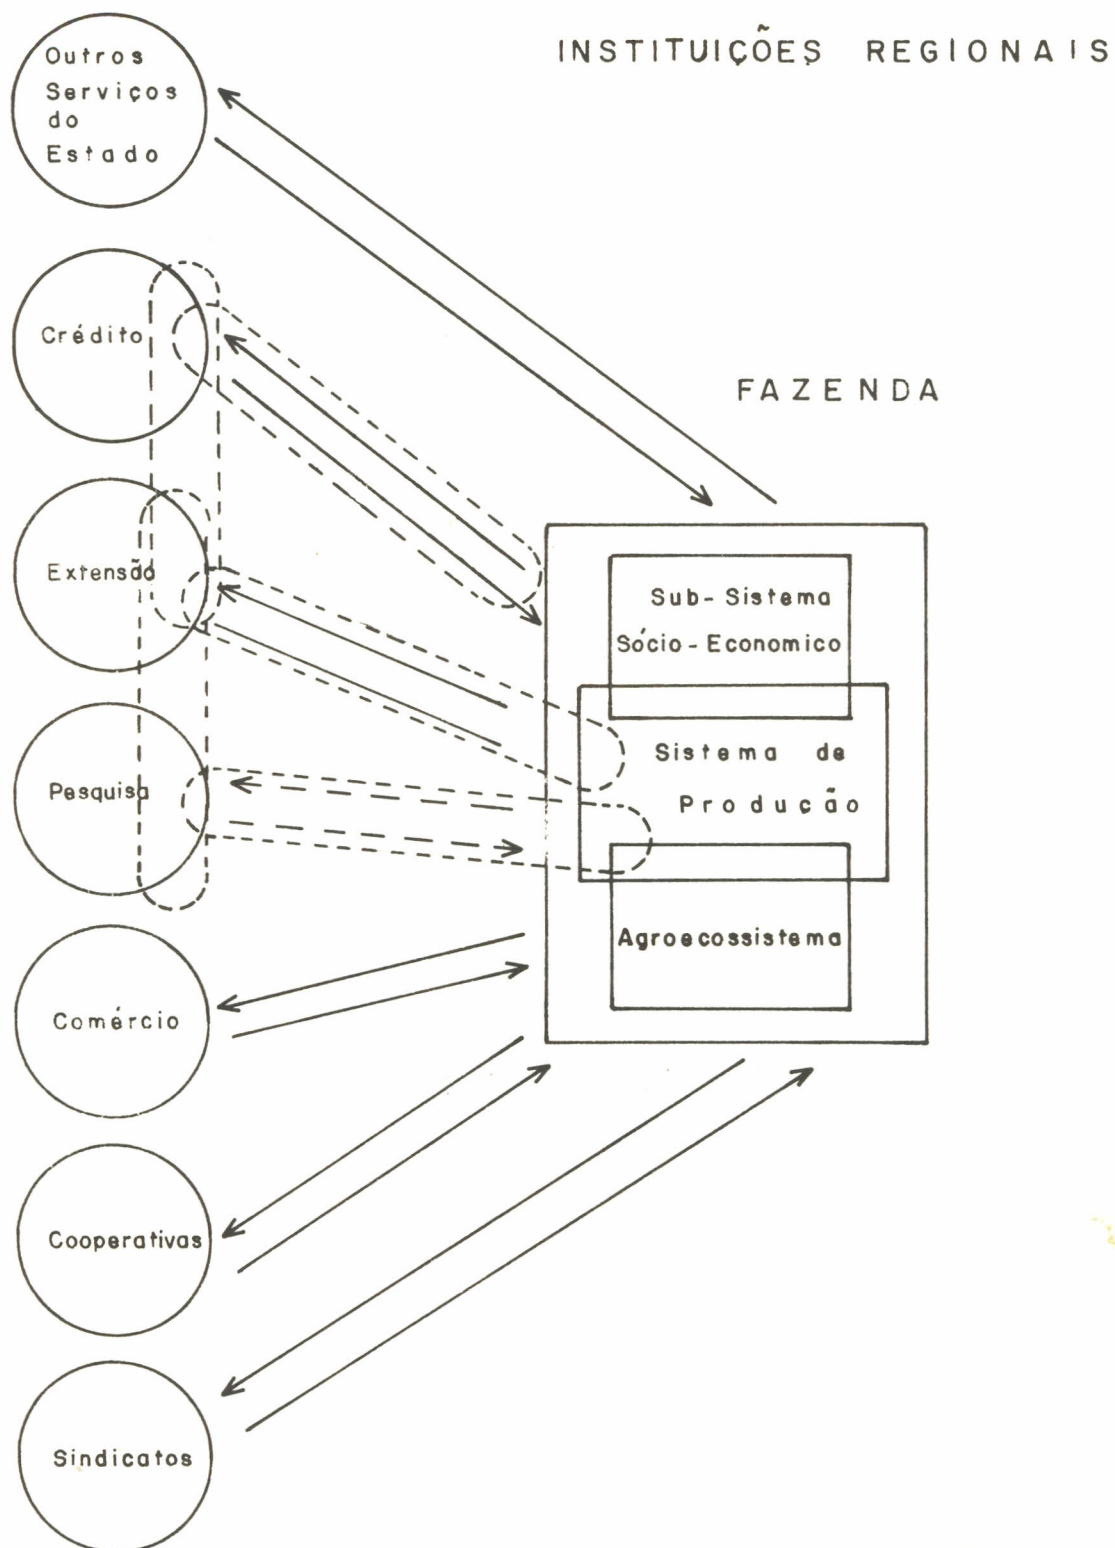 INSTITUIÇÕES REGIONAIS
Outros
Serviços
do
Estado
Crédito
FAZENDA
Extensão
Sub-Sistema
Sócio-Economico
Pesquisa
Sistema de
Produção
Agroecossistema
Comércio
Cooperativas
Sindicatos